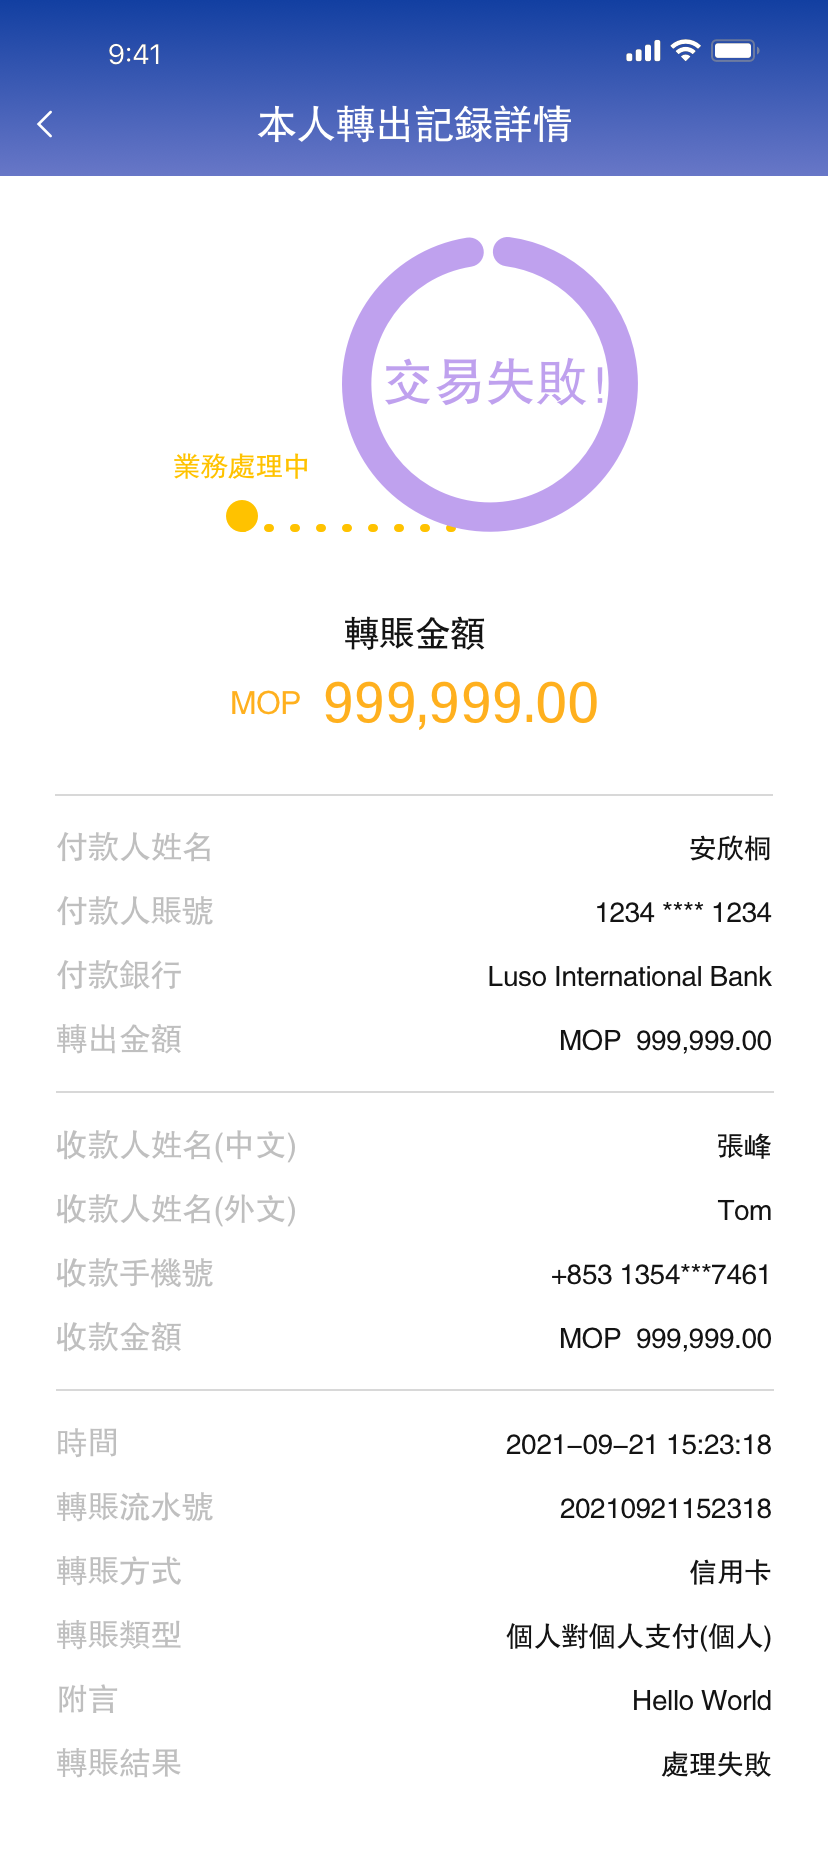 9:41
本人轉出記録詳情
交易失敗!
業務處理中
轉賬金額
MOP 999,999.00
付款人姓名 安欣桐
付款人賬號 1234 **** 1234
付款銀行 Luso International Bank
轉出金額 MOP 999,999.00
收款人姓名(中文) 張峰
收款人姓名(外文) Tom
收款手機號 +853 1354***7461
收款金額 MOP 999,999.00
時間 2021-09-21 15:23:18
轉賬流水號 20210921152318
轉賬方式 信用卡
轉賬類型 個人對個人支付(個人)
附言 Hello World
轉賬結果 處理失敗